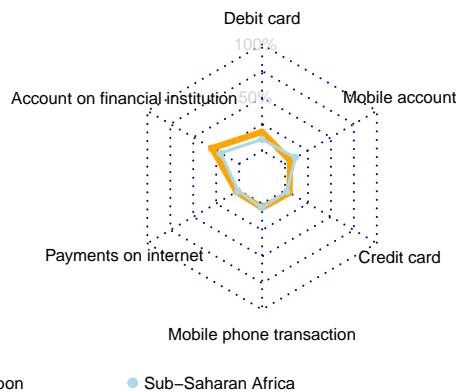 Debit card
100%
50%
Account on financial institution
Mobile account
Payments on internet
Credit card
Mobile phone transaction
Sub−Saharan Africa